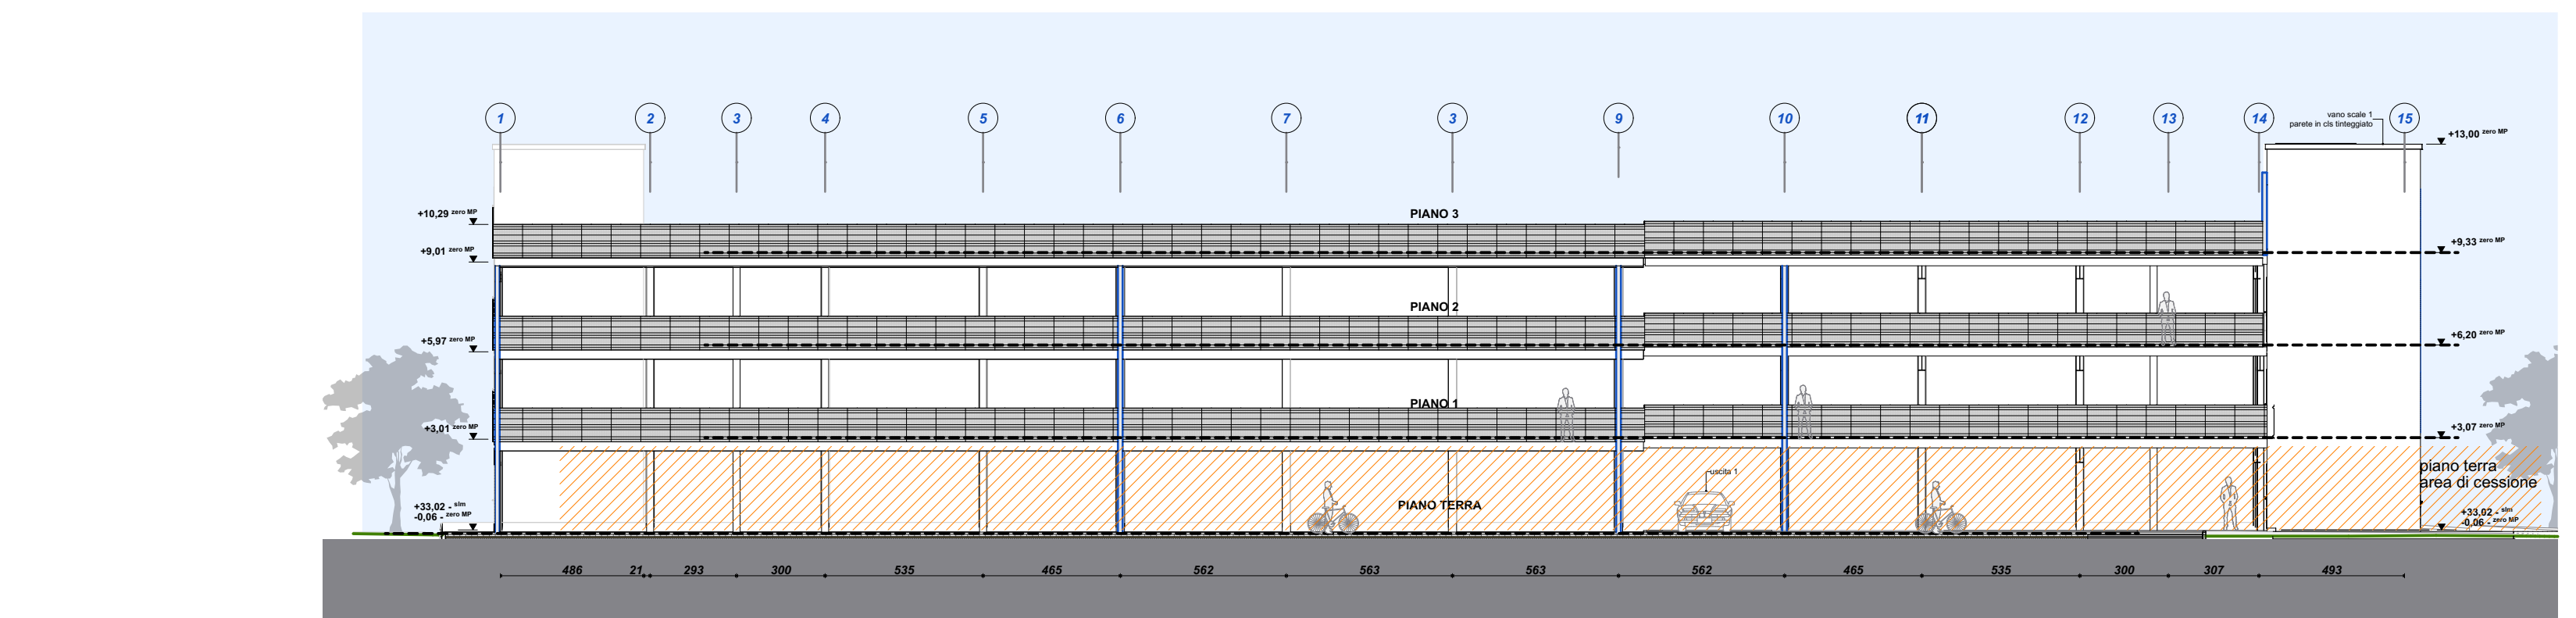 1 2 3 4 5 6 7 3 9 10 11 12 13 14 15
vano scale 1
parete in cls tinteggiato
+13,00 zero MP
+10,29 zero MP
PIANO 3
+9,01 zero MP
+9,33 zero MP
PIANO 2
+5,97 zero MP
+6,20 zero MP
PIANO 1
+3,01 zero MP
+3,07 zero MP
uscita 1
piano terra
area di cessione
PIANO TERRA
+33,02 - slm
-0,06 - zero MP
+33,02 - slm
-0,06 - zero MP
486 21 293 300 535 465 562 563 563 562 465 535 300 307 493